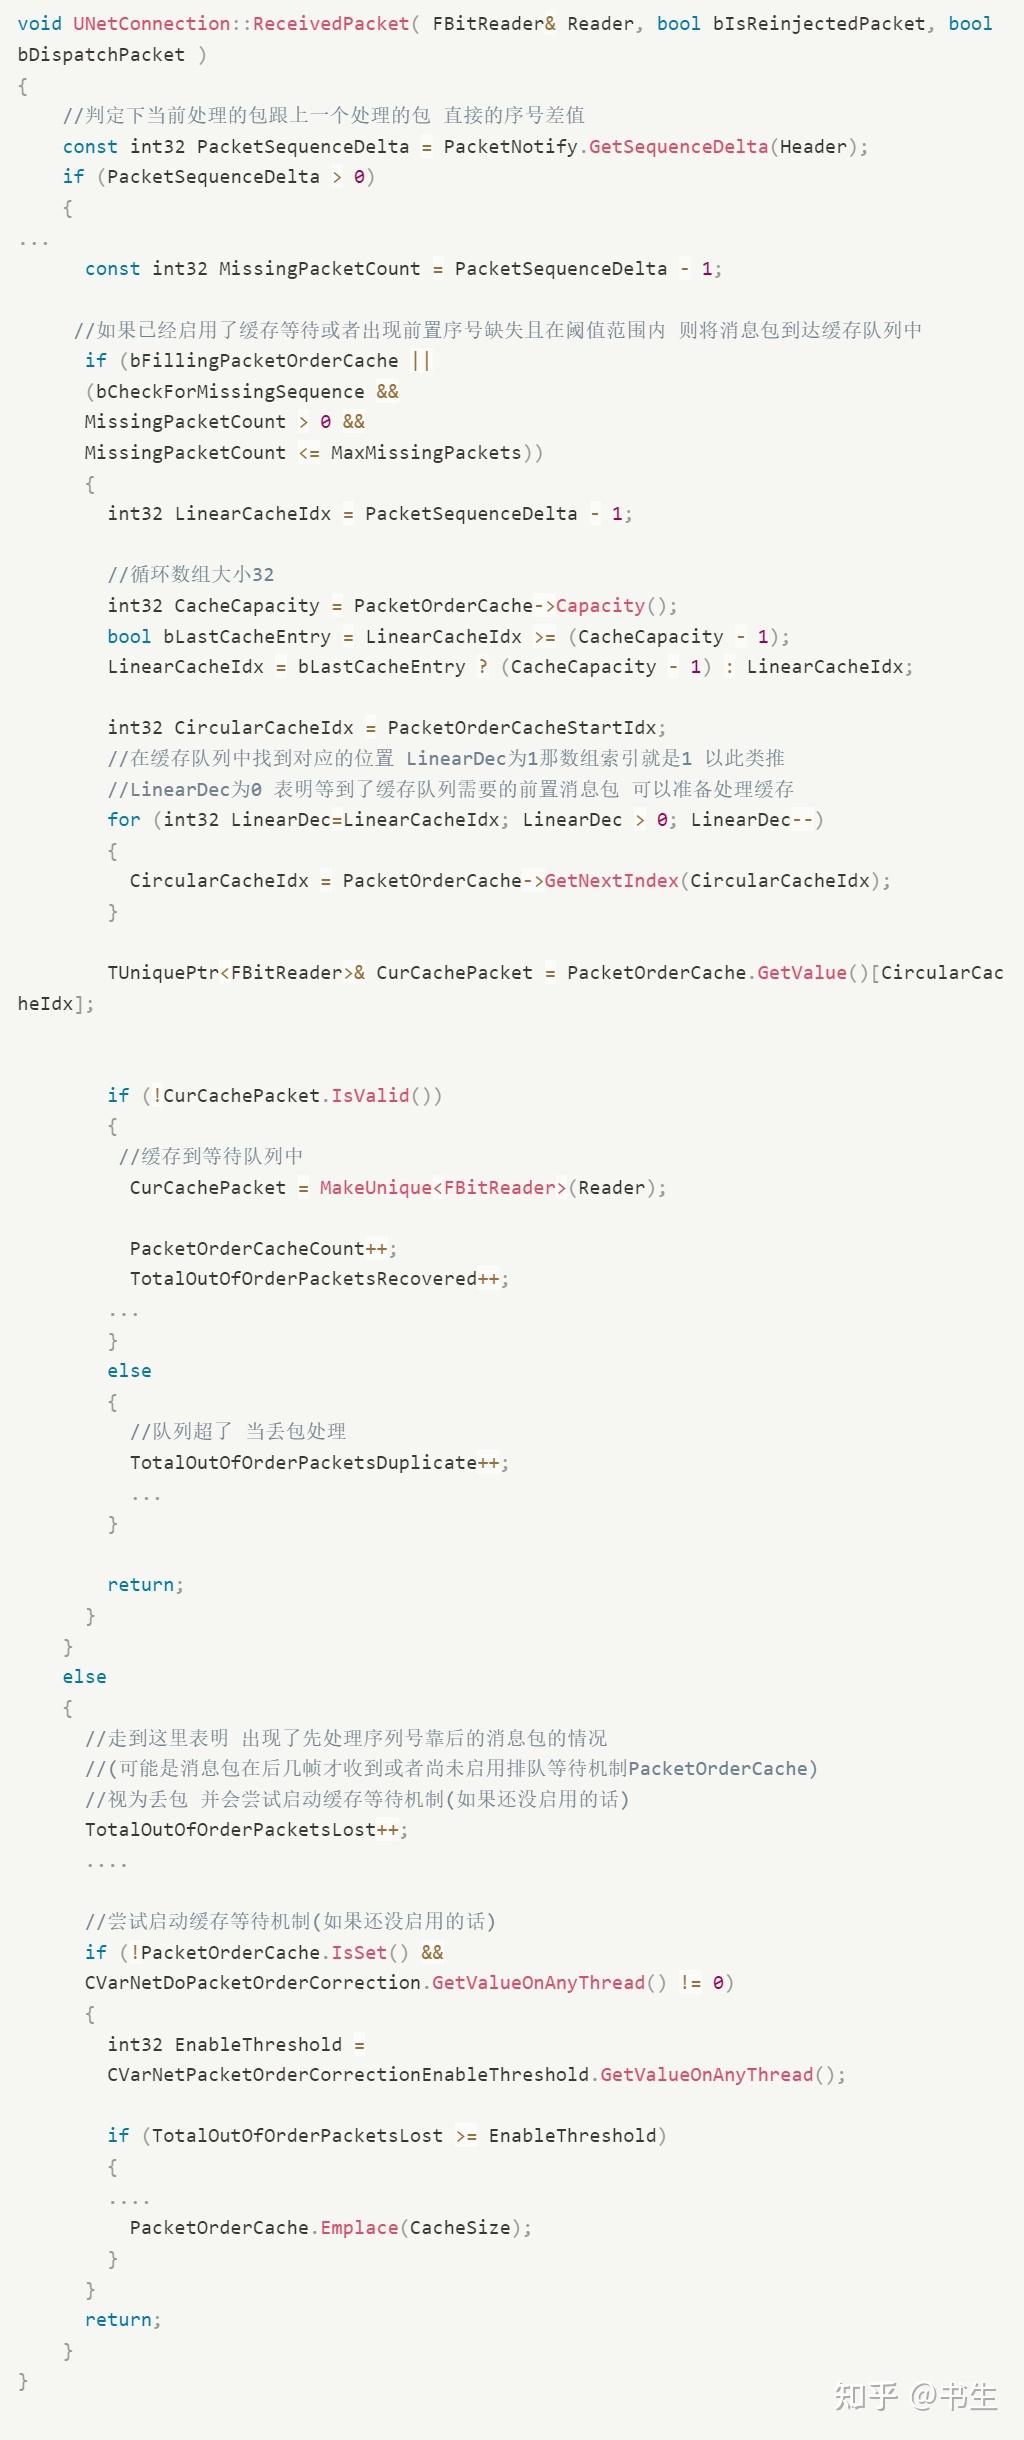 void UNetConnection::ReceivedPacket( FBitReader& Reader, bool bIsReinjectedPacket, bool
bDispatchPacket )
{
    //判定下当前处理的包跟上一个处理的包 直接的序号差值
    const int32 PacketSequenceDelta = PacketNotify.GetSequenceDelta(Header);
    if (PacketSequenceDelta > 0)
    {
...
      const int32 MissingPacketCount = PacketSequenceDelta - 1;
     //如果已经启用了缓存等待或者出现前置序号缺失且在阈值范围内 则将消息包到达缓存队列中
      if (bFillingPacketOrderCache ||
      (bCheckForMissingSequence &&
      MissingPacketCount > 0 &&
      MissingPacketCount <= MaxMissingPackets))
      {
        int32 LinearCacheIdx = PacketSequenceDelta - 1;
        //循环数组大小32
        int32 CacheCapacity = PacketOrderCache->Capacity();
        bool bLastCacheEntry = LinearCacheIdx >= (CacheCapacity - 1);
        LinearCacheIdx = bLastCacheEntry ? (CacheCapacity - 1) : LinearCacheIdx;
        int32 CircularCacheIdx = PacketOrderCacheStartIdx;
        //在缓存队列中找到对应的位置 LinearDec为1那数组索引就是1 以此类推
        //LinearDec为0 表明等到了缓存队列需要的前置消息包 可以准备处理缓存
        for (int32 LinearDec=LinearCacheIdx; LinearDec > 0; LinearDec--)
        {
          CircularCacheIdx = PacketOrderCache->GetNextIndex(CircularCacheIdx);
        }
        TUniquePtr<FBitReader>& CurCachePacket = PacketOrderCache.GetValue()[CircularCac
heIdx];
        if (!CurCachePacket.IsValid())
        {
         //缓存到等待队列中
          CurCachePacket = MakeUnique<FBitReader>(Reader);
          PacketOrderCacheCount++;
          TotalOutOfOrderPacketsRecovered++;
        ...
        }
        else
        {
          //队列超了 当丢包处理
          TotalOutOfOrderPacketsDuplicate++;
          ...
        }
        return;
      }
    }
    else
    {
      //走到这里表明 出现了先处理序列号靠后的消息包的情况
      //(可能是消息包在后几帧才收到或者尚未启用排队等待机制PacketOrderCache)
      //视为丢包 并会尝试启动缓存等待机制(如果还没启用的话)
      TotalOutOfOrderPacketsLost++;
      ....
      //尝试启动缓存等待机制(如果还没启用的话)
      if (!PacketOrderCache.IsSet() &&
      CVarNetDoPacketOrderCorrection.GetValueOnAnyThread() != 0)
      {
        int32 EnableThreshold =
        CVarNetPacketOrderCorrectionEnableThreshold.GetValueOnAnyThread();
        if (TotalOutOfOrderPacketsLost >= EnableThreshold)
        {
        ....
          PacketOrderCache.Emplace(CacheSize);
        }
      }
      return;
    }
}
知乎 @书生